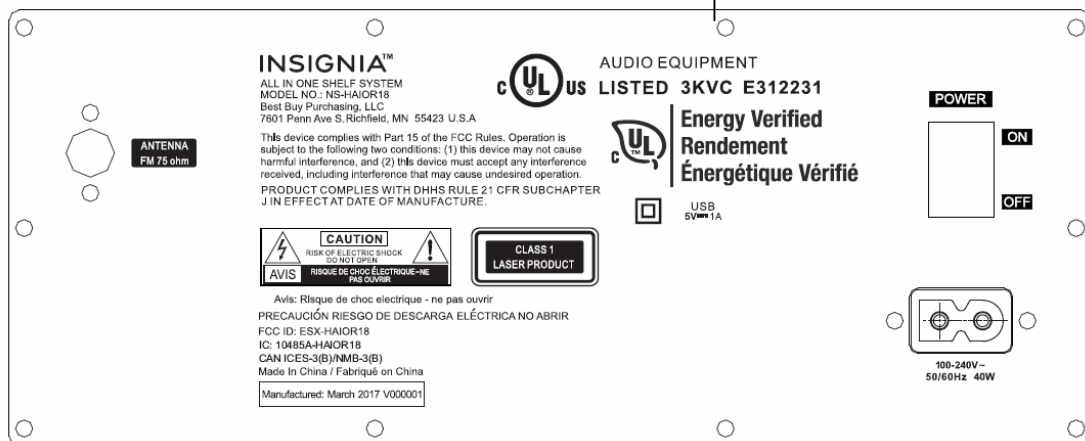 INSIGNIA™
ALL IN ONE SHELF SYSTEM
MODEL NO.: NS-HAIOR18
Best Buy Purchasing, LLC
7601 Penn Ave S.Richfield, MN 55423 U.S.A
This device complies with Part 15 of the FCC Rules. Operation is
subject to the following two conditions: (1) this device may not cause
harmful interference, and (2) this device must accept any interference
received, including interference that may cause undesired operation.
PRODUCT COMPLIES WITH DHHS RULE 21 CFR SUBCHAPTER
J IN EFFECT AT DATE OF MANUFACTURE.
C UL ® US
AUDIO EQUIPMENT
LISTED 3KVC E312231
C UL ™
Energy Verified
Rendement
Énergétique Vérifié
USB
5V⎓1A
POWER
ON
OFF
ANTENNA
FM 75 ohm
CAUTION
RISK OF ELECTRIC SHOCK
DO NOT OPEN
AVIS
RISQUE DE CHOC ÉLECTRIQUE-NE
PAS OUVRIR
CLASS 1
LASER PRODUCT
Avis: Risque de choc electrique - ne pas ouvrir
PRECAUCIÓN RIESGO DE DESCARGA ELÉCTRICA NO ABRIR
FCC ID: ESX-HAIOR18
IC: 10485A-HAIOR18
CAN ICES-3(B)/NMB-3(B)
Made In China / Fabriqué on China
Manufactured: March 2017 V000001
100-240V~
50/60Hz 40W